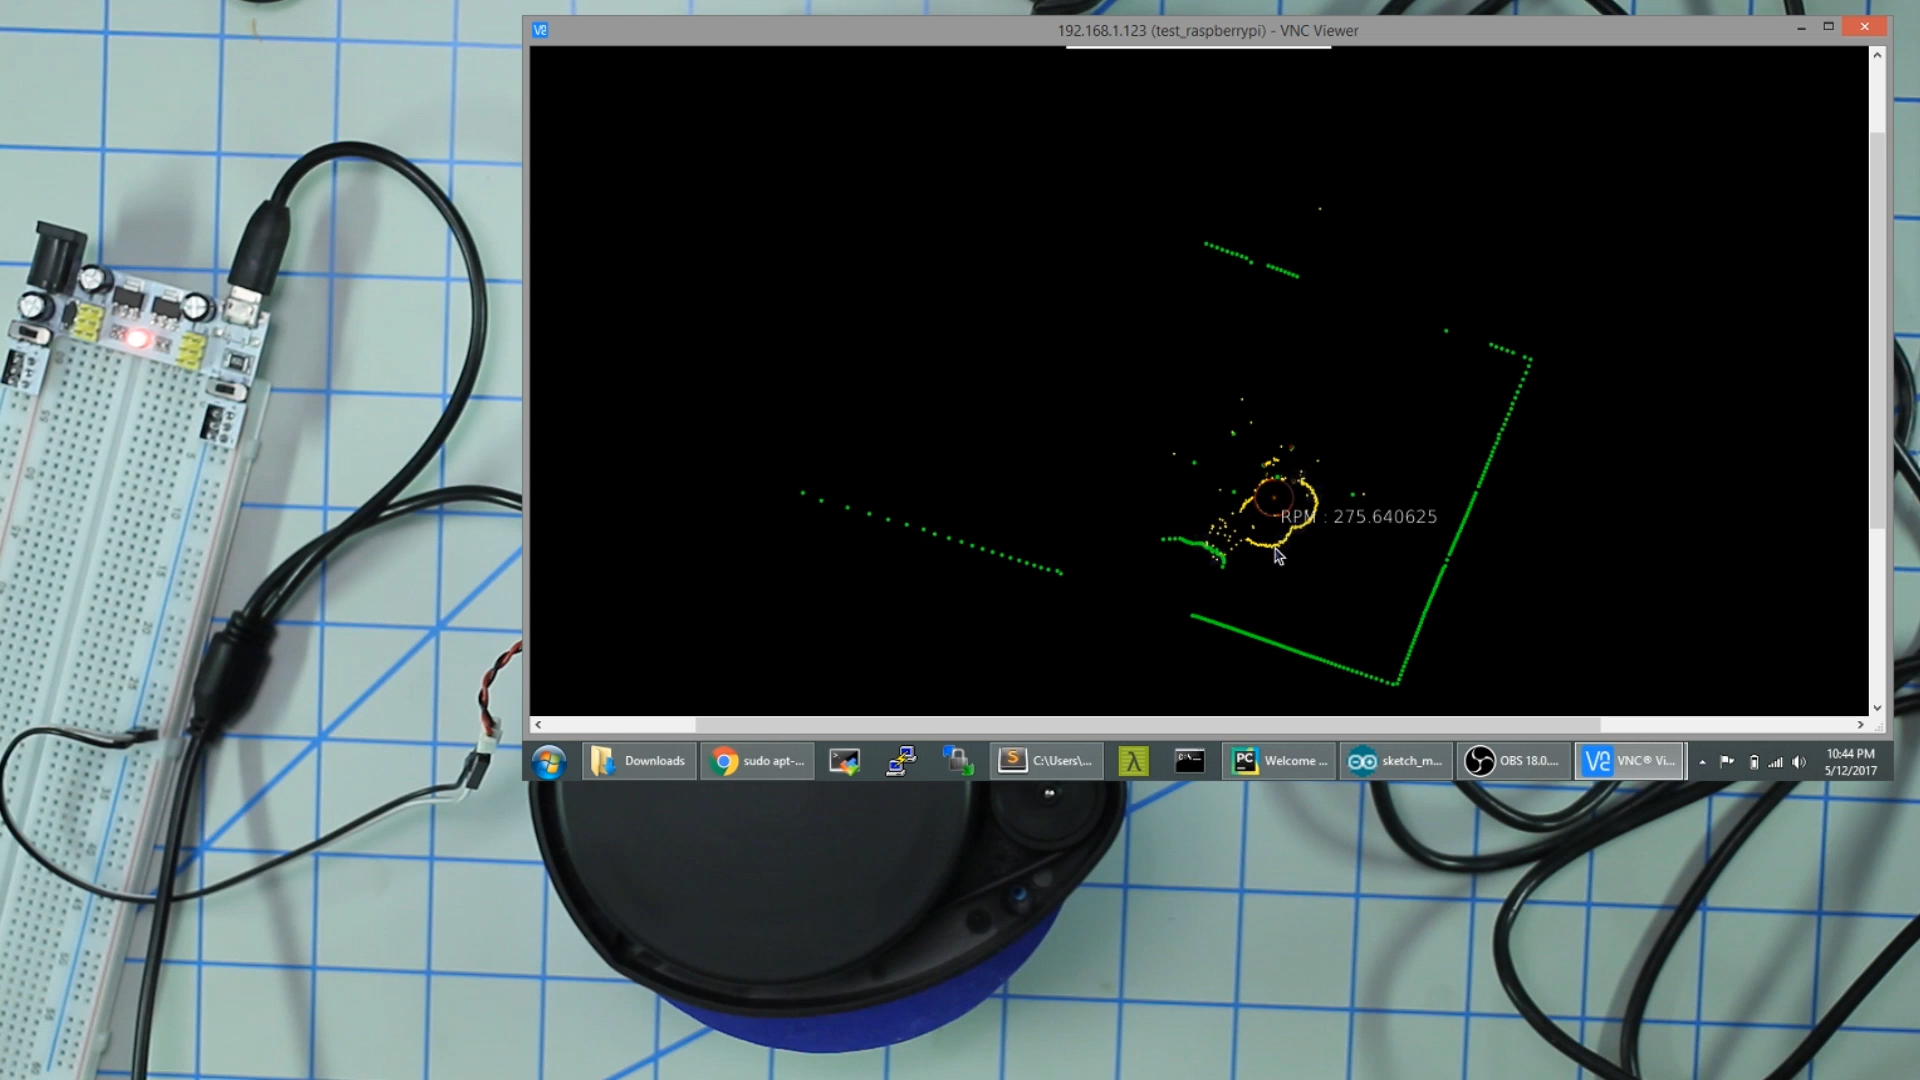 192.168.1.123 (test_raspberrypi) - VNC Viewer
RPM : 275.640625
Downloads
sudo apt-...
C:\Users\...
Welcome ...
sketch_m...
OBS 18.0....
VNC® Vi...
10:44 PM
5/12/2017